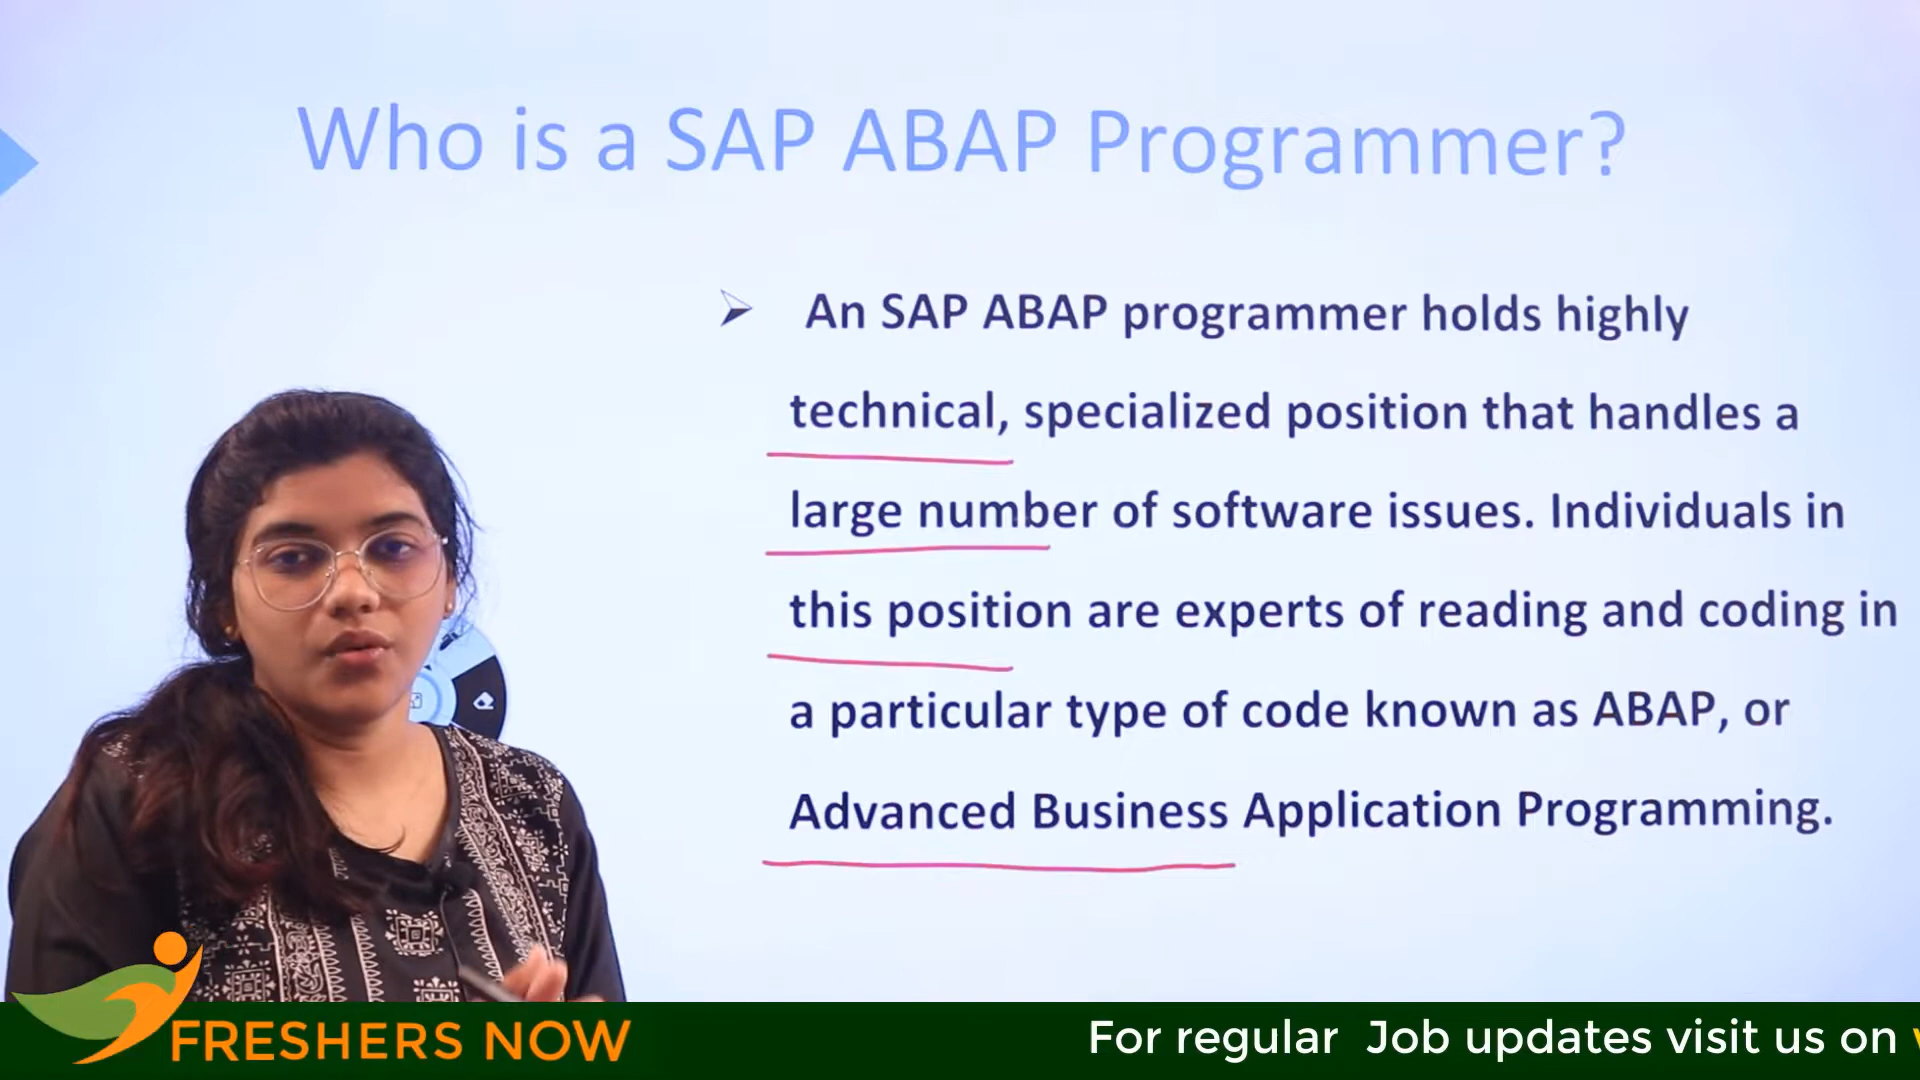 Who is a SAP ABAP Programmer?
An SAP ABAP programmer holds highly
technical, specialized position that handles a
large number of software issues. Individuals in
this position are experts of reading and coding in
a particular type of code known as ABAP, or
Advanced Business Application Programming.
FRESHERS NOW
For regular Job updates visit us on